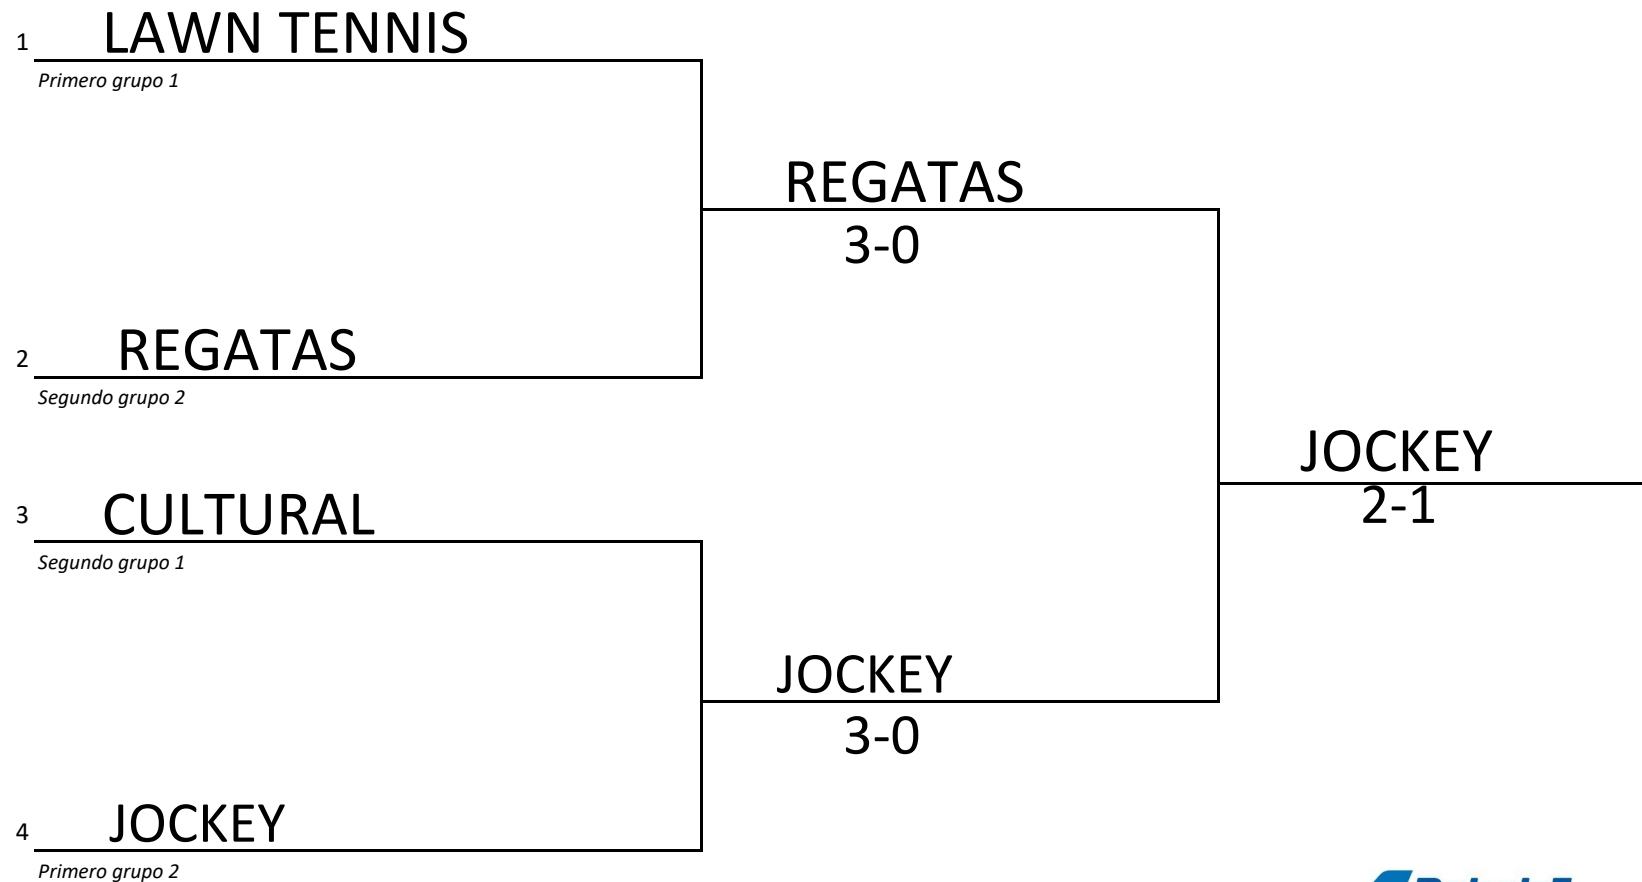 1 LAWN TENNIS
Primero grupo 1
REGATAS
3-0
2 REGATAS
Segundo grupo 2
JOCKEY
2-1
3 CULTURAL
Segundo grupo 1
JOCKEY
3-0
4 JOCKEY
Primero grupo 2